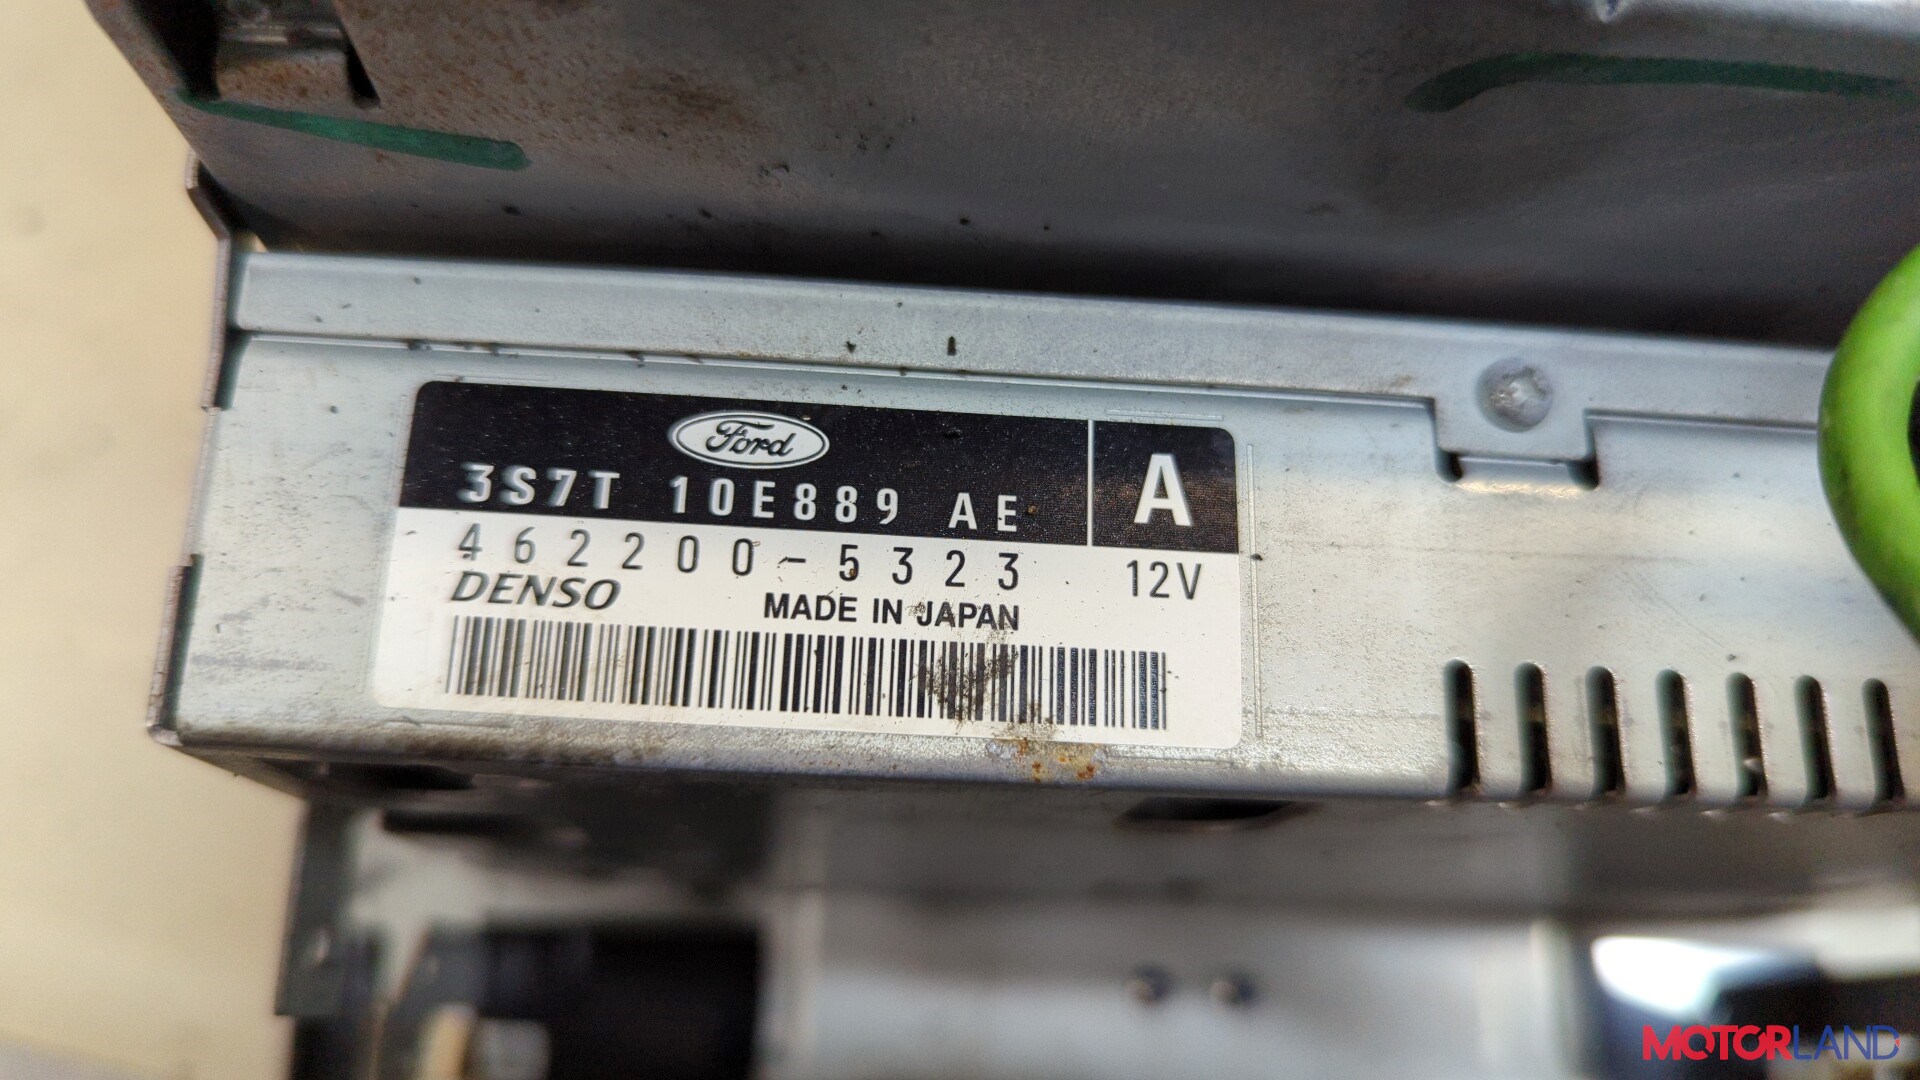 Ford
3S7T 10E889 AE
A
462200-5323
12V
DENSO
MADE IN JAPAN
MOTORLAND